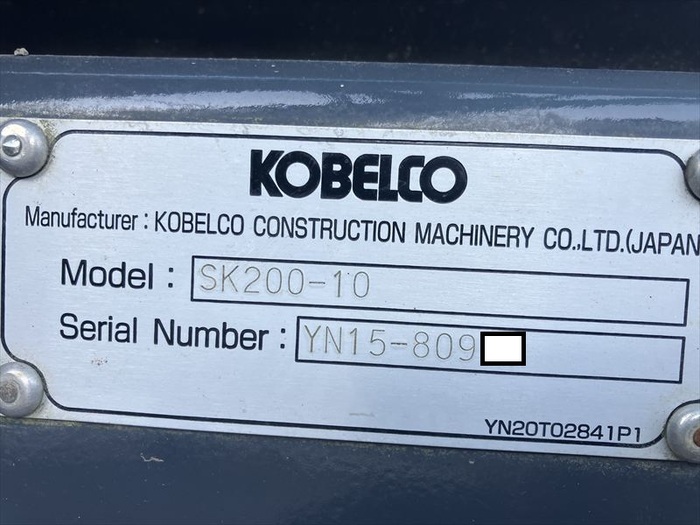 KOBELCO
Manufacturer : KOBELCO CONSTRUCTION MACHINERY CO.,LTD.(JAPAN
Model : SK200-10
Serial Number : YN15-809
YN20T02841P1